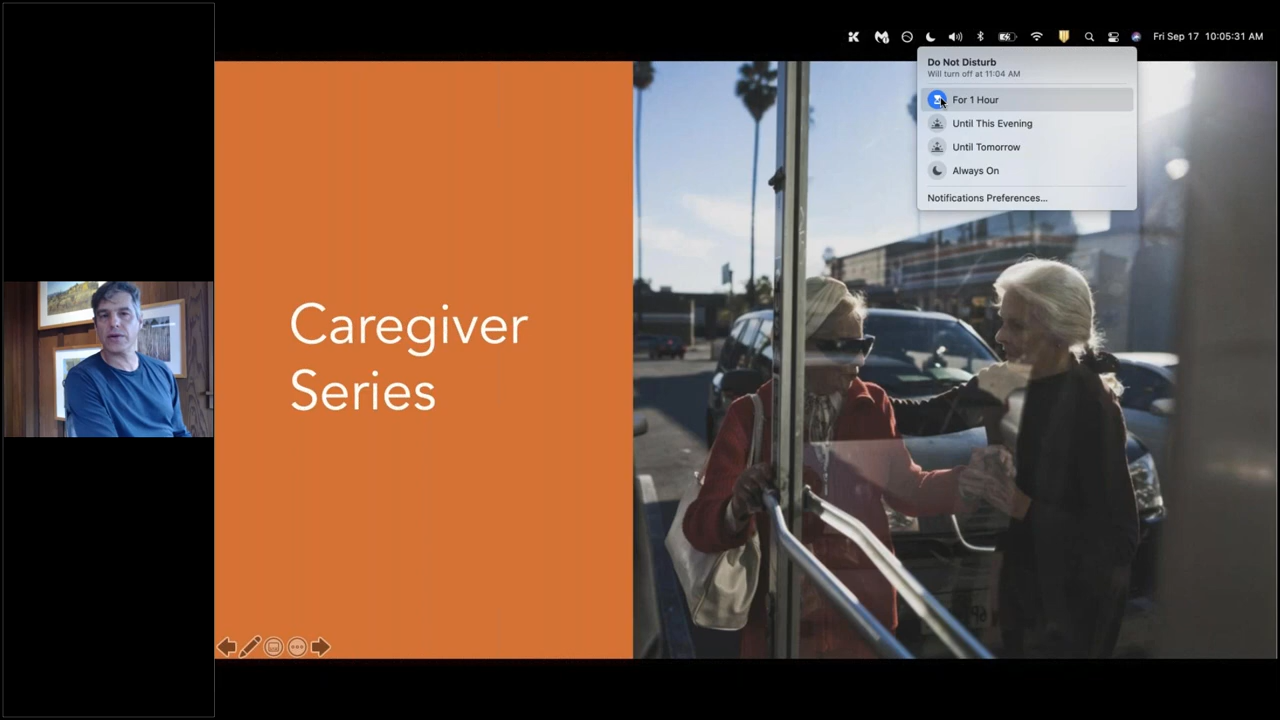 Fri Sep 17 10:05:31 AM
Do Not Disturb
Will turn off at 11:04 AM
For 1 Hour
Until This Evening
Until Tomorrow
Always On
Notifications Preferences...
Caregiver
Series